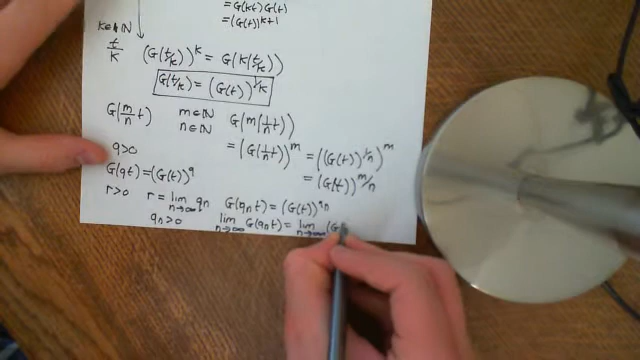 = G(kt) G(t)
= (G(t))^{k+1}
k∈ℕ
t/k (G(t/k))^k = G(k(t/k))
G(t/k) = (G(t))^{1/k}
G(m/n t) m∈ℕ n∈ℕ G(m(1/n t))
= (G(1/n t))^m = ((G(t))^{1/n})^m
= (G(t))^{m/n}
q>0
G(qt) = (G(t))^q
r>0 r = lim_{n→∞} q_n G(q_n t) = (G(t))^{q_n}
q_n>0 lim_{n→∞} G(q_n t) = lim_{n→∞} (G